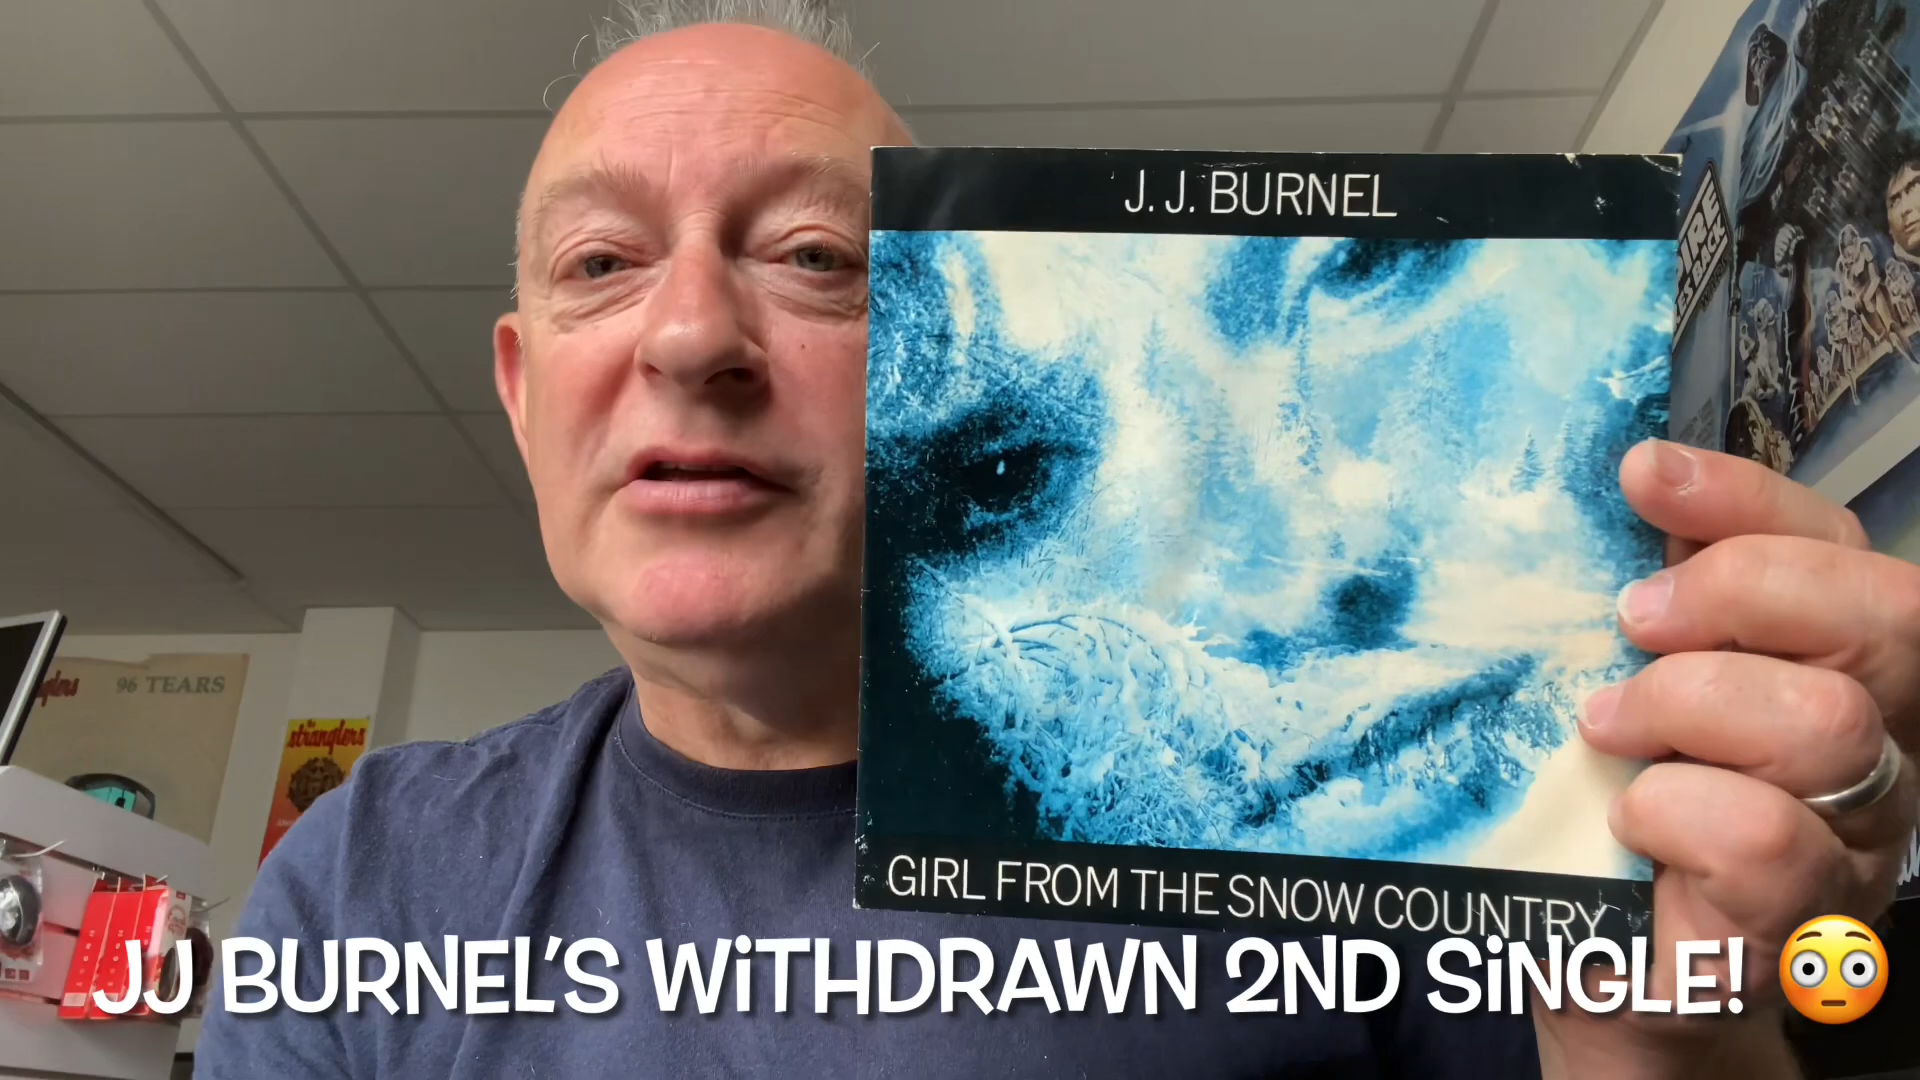 J.J. BURNEL
96 TEARS
stranglers
GIRL FROM THE SNOW COUNTRY
JJ BURNEL'S WITHDRAWN 2ND SINGLE! 😳